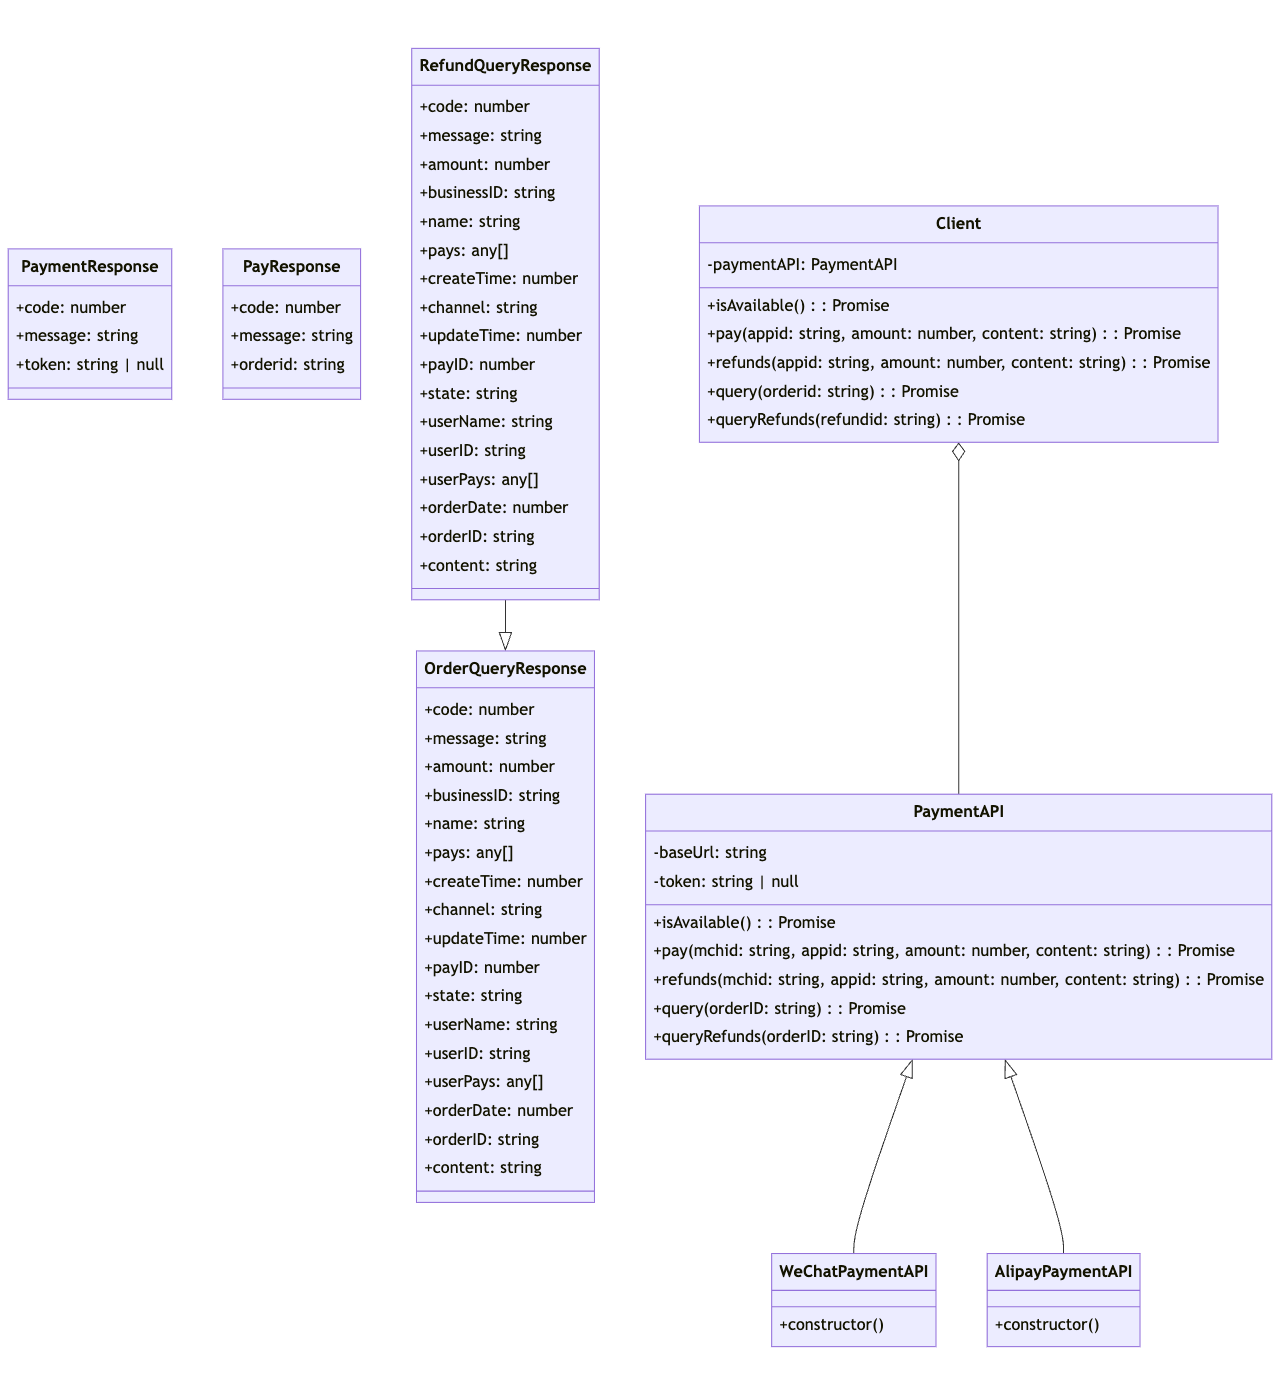 RefundQueryResponse
+code: number
+message: string
+amount: number
+businessID: string
+name: string
+pays: any[]
+createTime: number
+channel: string
+updateTime: number
+payID: number
+state: string
+userName: string
+userID: string
+userPays: any[]
+orderDate: number
+orderID: string
+content: string
PaymentResponse
+code: number
+message: string
+token: string | null
PayResponse
+code: number
+message: string
+orderid: string
Client
-paymentAPI: PaymentAPI
+isAvailable() : : Promise
+pay(appid: string, amount: number, content: string) : : Promise
+refunds(appid: string, amount: number, content: string) : : Promise
+query(orderid: string) : : Promise
+queryRefunds(refundid: string) : : Promise
OrderQueryResponse
+code: number
+message: string
+amount: number
+businessID: string
+name: string
+pays: any[]
+createTime: number
+channel: string
+updateTime: number
+payID: number
+state: string
+userName: string
+userID: string
+userPays: any[]
+orderDate: number
+orderID: string
+content: string
PaymentAPI
-baseUrl: string
-token: string | null
+isAvailable() : : Promise
+pay(mchid: string, appid: string, amount: number, content: string) : : Promise
+refunds(mchid: string, appid: string, amount: number, content: string) : : Promise
+query(orderID: string) : : Promise
+queryRefunds(orderID: string) : : Promise
WeChatPaymentAPI
+constructor()
AlipayPaymentAPI
+constructor()